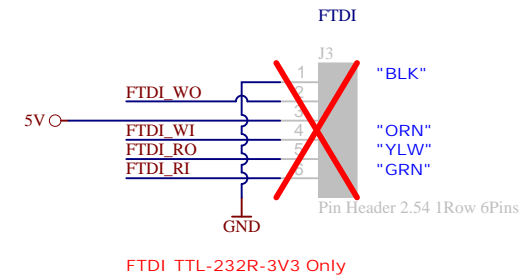 FTDI
J3
1 "BLK"
FTDI_WO 2
5V 3
FTDI_WI 4 "ORN"
FTDI_RO 5 "YLW"
FTDI_RI 6 "GRN"
Pin Header 2.54 1Row 6Pins
GND
FTDI TTL-232R-3V3 Only